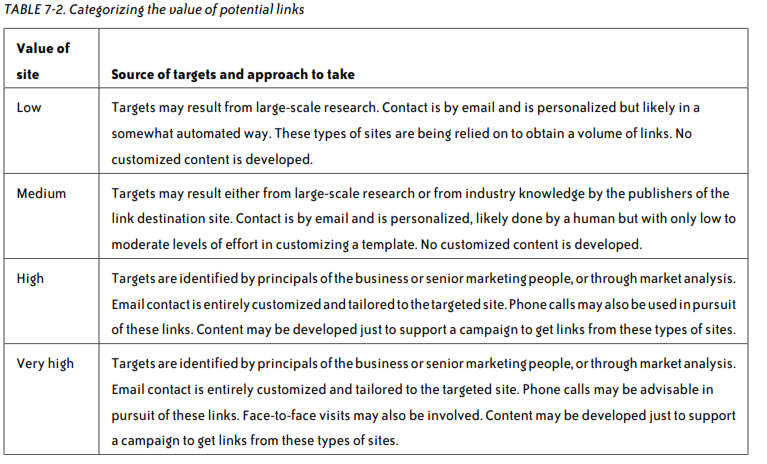 TABLE 7-2. Categorizing the value of potential links
Value of
site
Source of targets and approach to take
Low
Targets may result from large-scale research. Contact is by email and is personalized but likely in a
somewhat automated way. These types of sites are being relied on to obtain a volume of links. No
customized content is developed.
Medium
Targets may result either from large-scale research or from industry knowledge by the publishers of the
link destination site. Contact is by email and is personalized, likely done by a human but with only low to
moderate levels of effort in customizing a template. No customized content is developed.
High
Targets are identified by principals of the business or senior marketing people, or through market analysis.
Email contact is entirely customized and tailored to the targeted site. Phone calls may also be used in pursuit
of these links. Content may be developed just to support a campaign to get links from these types of sites.
Very high
Targets are identified by principals of the business or senior marketing people, or through market analysis.
Email contact is entirely customized and tailored to the targeted site. Phone calls may be advisable in
pursuit of these links. Face-to-face visits may also be involved. Content may be developed just to support
a campaign to get links from these types of sites.